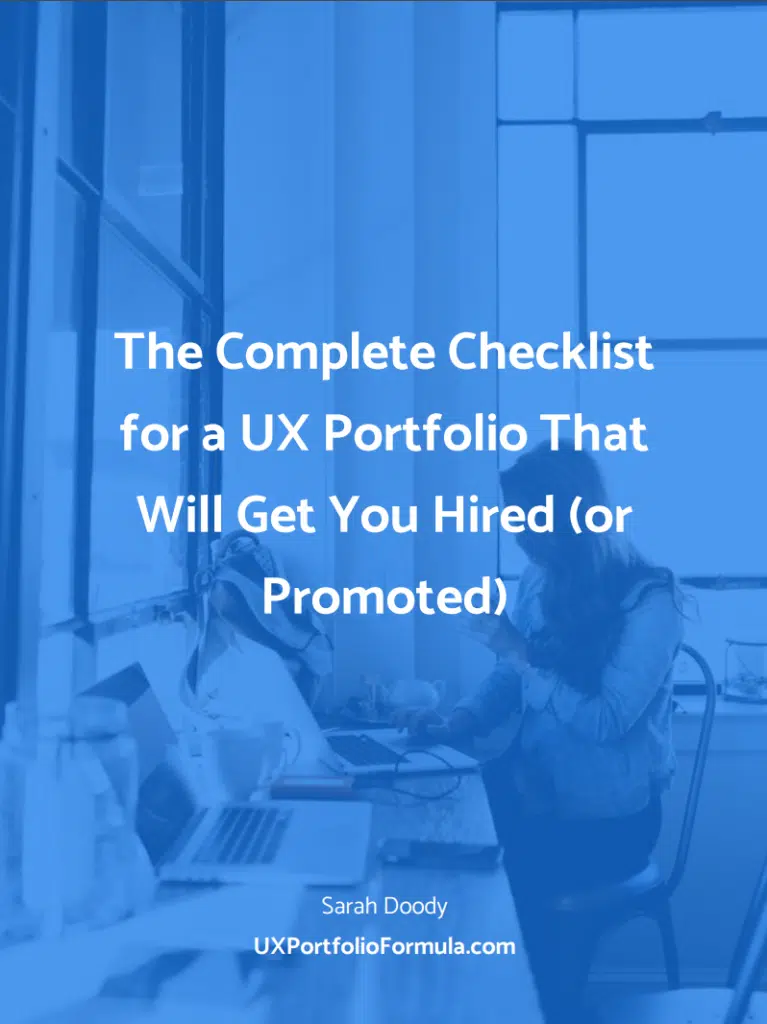 The Complete Checklist
for a UX Portfolio That
Will Get You Hired (or
Promoted)
Sarah Doody
UXPortfolioFormula.com